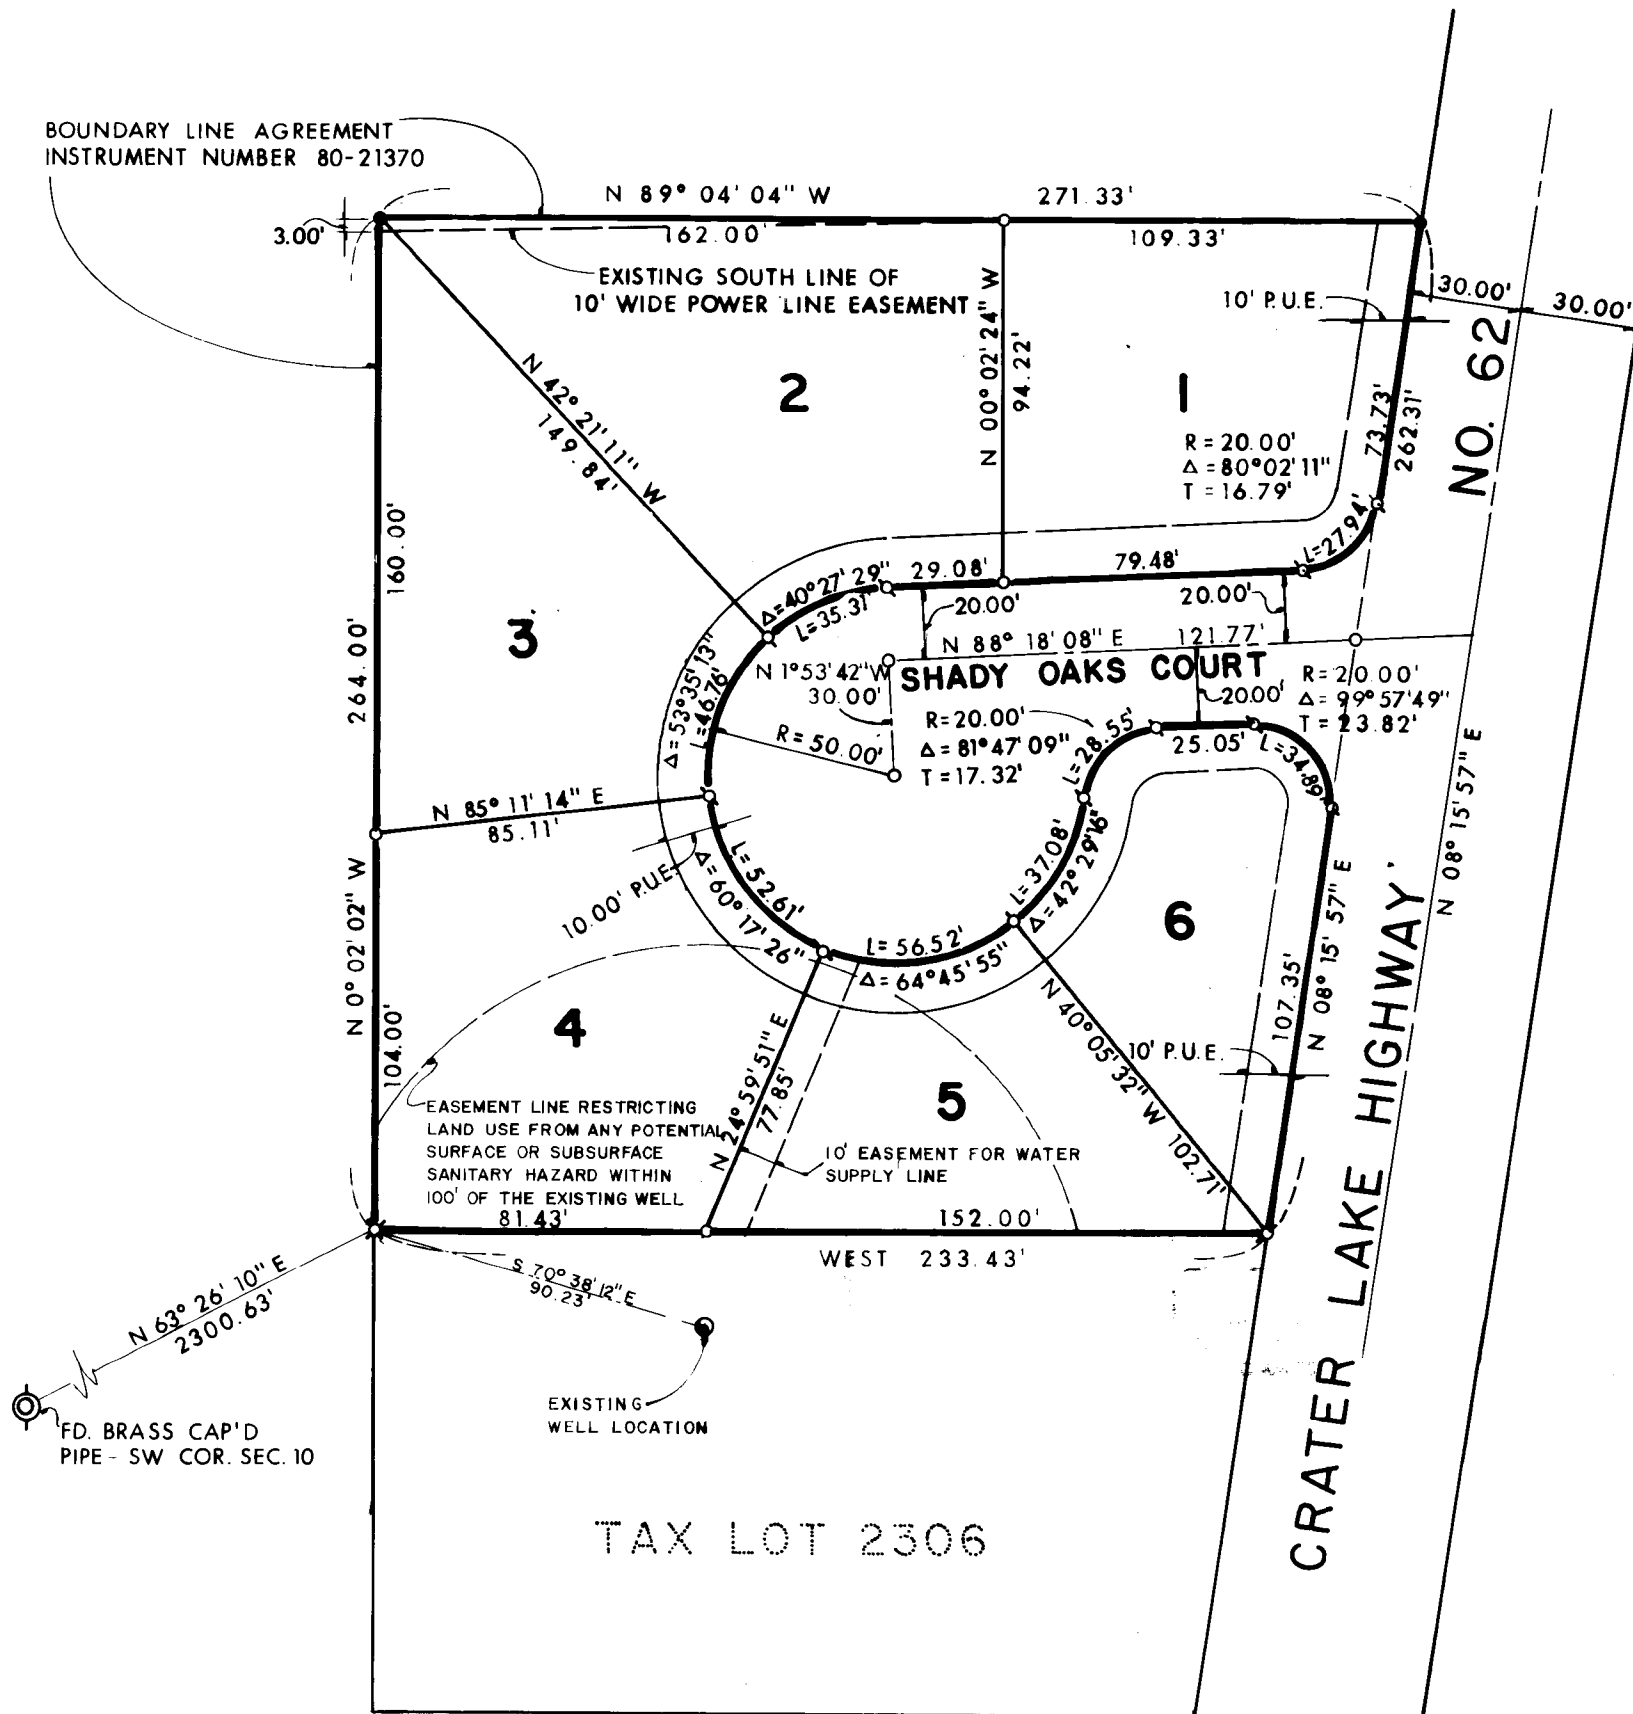 BOUNDARY LINE AGREEMENT
INSTRUMENT NUMBER 80-21370
N 89° 04' 04" W
271.33'
3.00'
162.00'
109.33'
EXISTING SOUTH LINE OF
10' WIDE POWER LINE EASEMENT
10' P.U.E.
30.00'
30.00'
N 00° 02' 24" W
94.22'
N 42° 21' 11" W
149.84'
2
1
R = 20.00'
Δ = 80°02'11"
T = 16.79'
73.73'
262.31'
NO. 62
160.00'
264.00'
3
Δ=40°27'29"
L=35.31'
29.08'
79.48'
L=27.94'
20.00'
20.00'
N 88° 18' 08" E
121.77'
SHADY OAKS COURT
N 1°53'42"W
30.00'
Δ=53°35'13"
L=46.76'
R=50.00'
R=20.00'
Δ=81°47'09"
T=17.32'
L=28.55'
20.00'
R=20.00'
Δ=99°57'49"
T=23.82'
25.05'
L=34.89'
N 08° 15' 57" E
N 85° 11' 14" E
85.11'
10.00' P.U.E.
L=52.61'
Δ=60°17'26"
L=37.08'
Δ=42°29'16"
L=56.52'
Δ=64°45'55"
6
N 0° 02' 02" W
104.00'
4
N 24°59'51" E
77.85'
5
N 40°05'32" W 102.71'
10' P.U.E.
107.35'
N 08° 15' 57" E
EASEMENT LINE RESTRICTING
LAND USE FROM ANY POTENTIAL
SURFACE OR SUBSURFACE
SANITARY HAZARD WITHIN
100' OF THE EXISTING WELL
10' EASEMENT FOR WATER
SUPPLY LINE
81.43'
152.00'
WEST 233.43'
S 70°38'12" E
90.23'
N 63° 26' 10" E
2300.63'
FD. BRASS CAP'D
PIPE - SW COR. SEC. 10
EXISTING
WELL LOCATION
CRATER LAKE HIGHWAY
TAX LOT 2306